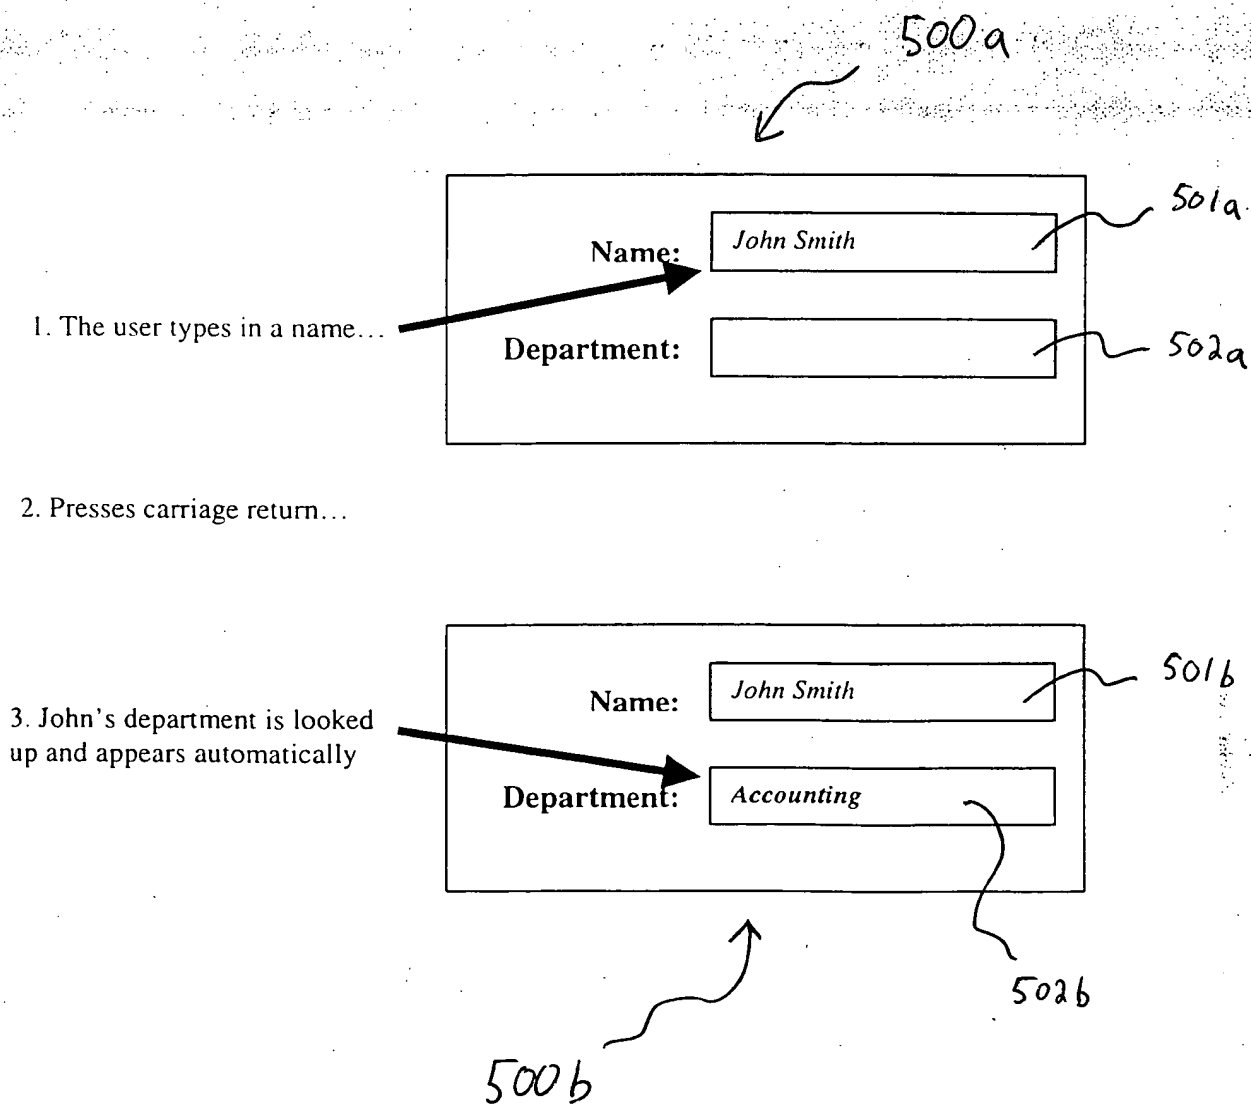 500a
Name: John Smith 501a
1. The user types in a name…
Department: 502a
2. Presses carriage return…
Name: John Smith 501b
3. John's department is looked
up and appears automatically
Department: Accounting
502b
500b